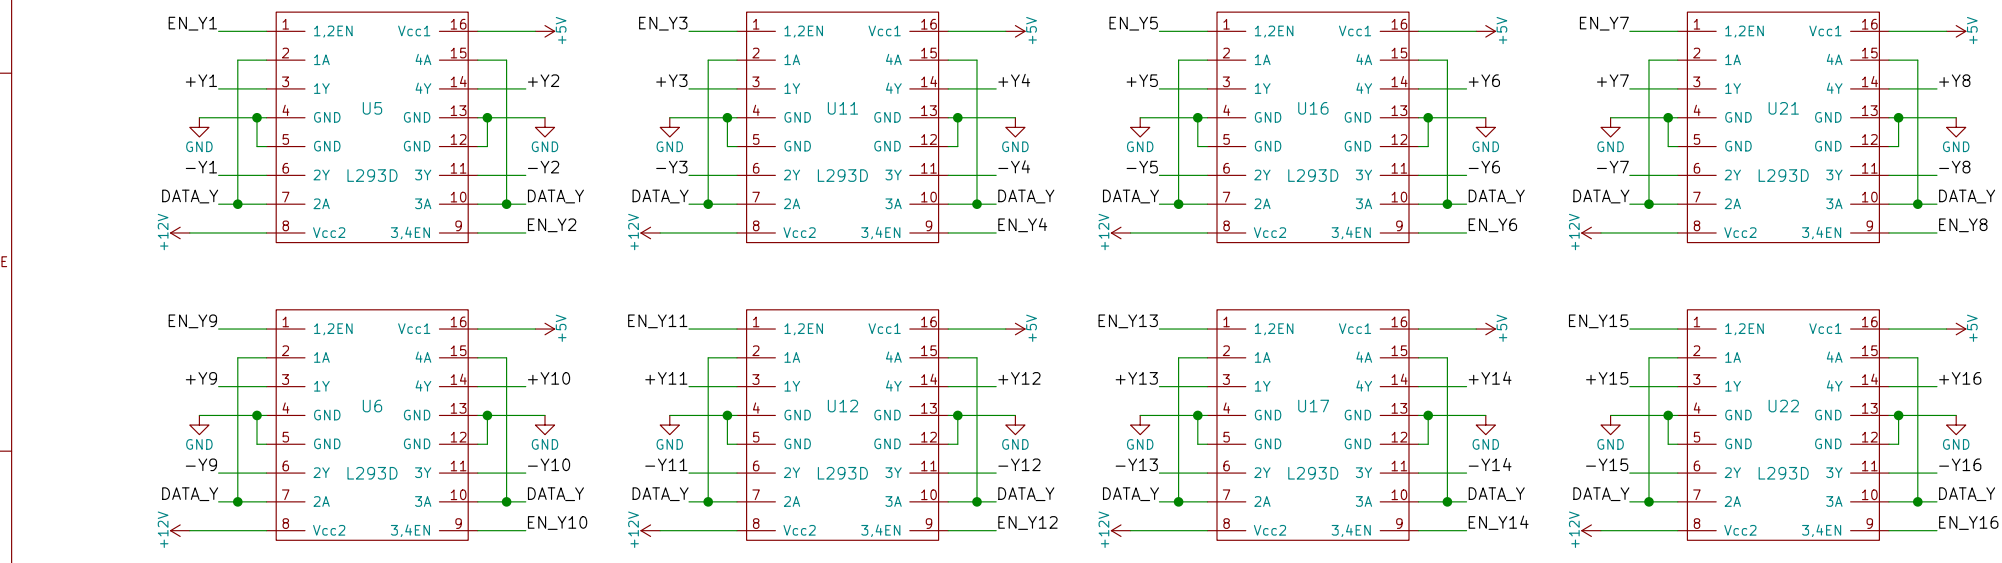 EN_Y1 1 1,2EN Vcc1 16 +5V EN_Y3 1 1,2EN Vcc1 16 +5V EN_Y5 1 1,2EN Vcc1 16 +5V EN_Y7 1 1,2EN Vcc1 16 +5V
2 1A 4A 15 2 1A 4A 15 2 1A 4A 15 2 1A 4A 15
+Y1 3 1Y 4Y 14 +Y2 +Y3 3 1Y 4Y 14 +Y4 +Y5 3 1Y 4Y 14 +Y6 +Y7 3 1Y 4Y 14 +Y8
U5 U11 U16 U21
4 GND GND 13 4 GND GND 13 4 GND GND 13 4 GND GND 13
GND 5 GND GND 12 GND GND 5 GND GND 12 GND GND 5 GND GND 12 GND GND 5 GND GND 12 GND
-Y1 6 2Y L293D 3Y 11 -Y2 -Y3 6 2Y L293D 3Y 11 -Y4 -Y5 6 2Y L293D 3Y 11 -Y6 -Y7 6 2Y L293D 3Y 11 -Y8
DATA_Y 7 2A 3A 10 DATA_Y DATA_Y 7 2A 3A 10 DATA_Y DATA_Y 7 2A 3A 10 DATA_Y DATA_Y 7 2A 3A 10 DATA_Y
+12V 8 Vcc2 3,4EN 9 EN_Y2 +12V 8 Vcc2 3,4EN 9 EN_Y4 +12V 8 Vcc2 3,4EN 9 EN_Y6 +12V 8 Vcc2 3,4EN 9 EN_Y8
E
EN_Y9 1 1,2EN Vcc1 16 +5V EN_Y11 1 1,2EN Vcc1 16 +5V EN_Y13 1 1,2EN Vcc1 16 +5V EN_Y15 1 1,2EN Vcc1 16 +5V
2 1A 4A 15 2 1A 4A 15 2 1A 4A 15 2 1A 4A 15
+Y9 3 1Y 4Y 14 +Y10 +Y11 3 1Y 4Y 14 +Y12 +Y13 3 1Y 4Y 14 +Y14 +Y15 3 1Y 4Y 14 +Y16
U6 U12 U17 U22
4 GND GND 13 4 GND GND 13 4 GND GND 13 4 GND GND 13
GND 5 GND GND 12 GND GND 5 GND GND 12 GND GND 5 GND GND 12 GND GND 5 GND GND 12 GND
-Y9 6 2Y L293D 3Y 11 -Y10 -Y11 6 2Y L293D 3Y 11 -Y12 -Y13 6 2Y L293D 3Y 11 -Y14 -Y15 6 2Y L293D 3Y 11 -Y16
DATA_Y 7 2A 3A 10 DATA_Y DATA_Y 7 2A 3A 10 DATA_Y DATA_Y 7 2A 3A 10 DATA_Y DATA_Y 7 2A 3A 10 DATA_Y
+12V 8 Vcc2 3,4EN 9 EN_Y10 +12V 8 Vcc2 3,4EN 9 EN_Y12 +12V 8 Vcc2 3,4EN 9 EN_Y14 +12V 8 Vcc2 3,4EN 9 EN_Y16